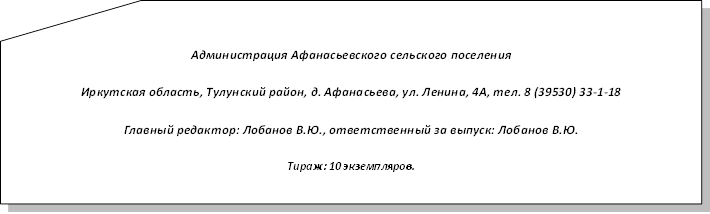 Администрация Афанасьевского сельского поселения
Иркутская область, Тулунский район, д. Афанасьева, ул. Ленина, 4А, тел. 8 (39530) 33-1-18
Главный редактор: Лобанов В.Ю., ответственный за выпуск: Лобанов В.Ю.
Тираж: 10 экземпляров.